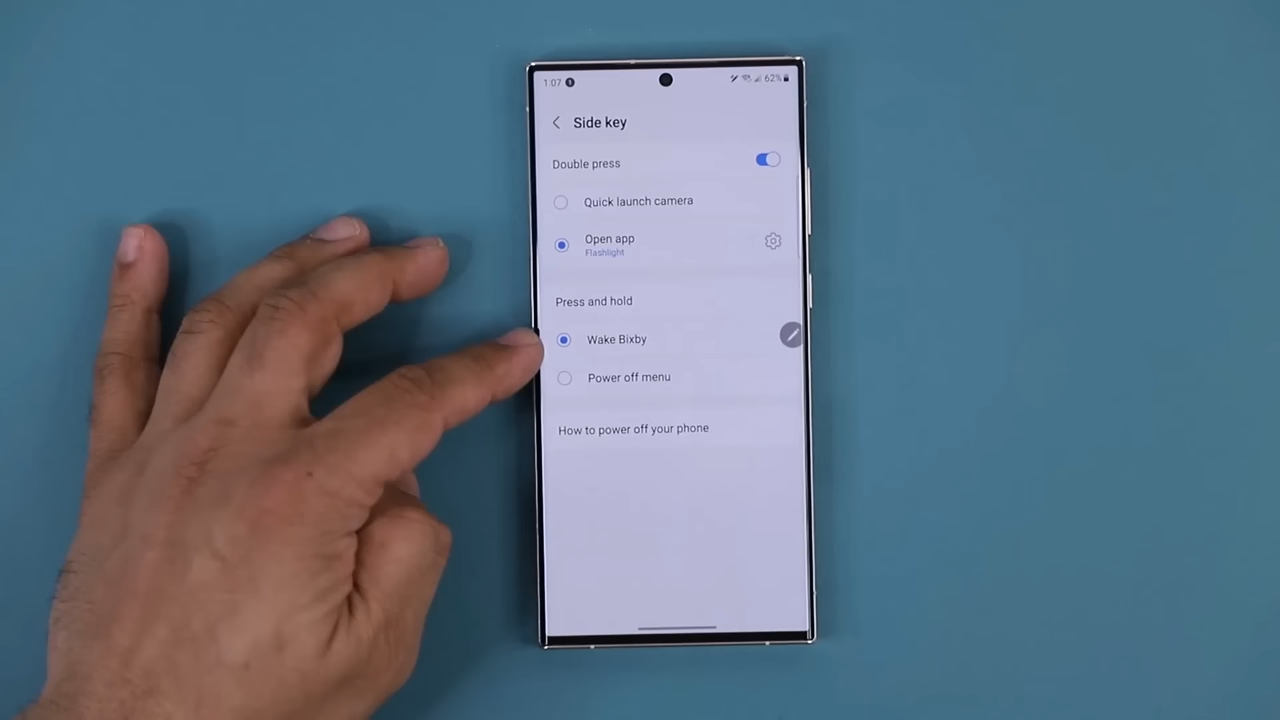 1:07
62%
Side key
Double press
Quick launch camera
Open app
Flashlight
Press and hold
Wake Bixby
Power off menu
How to power off your phone